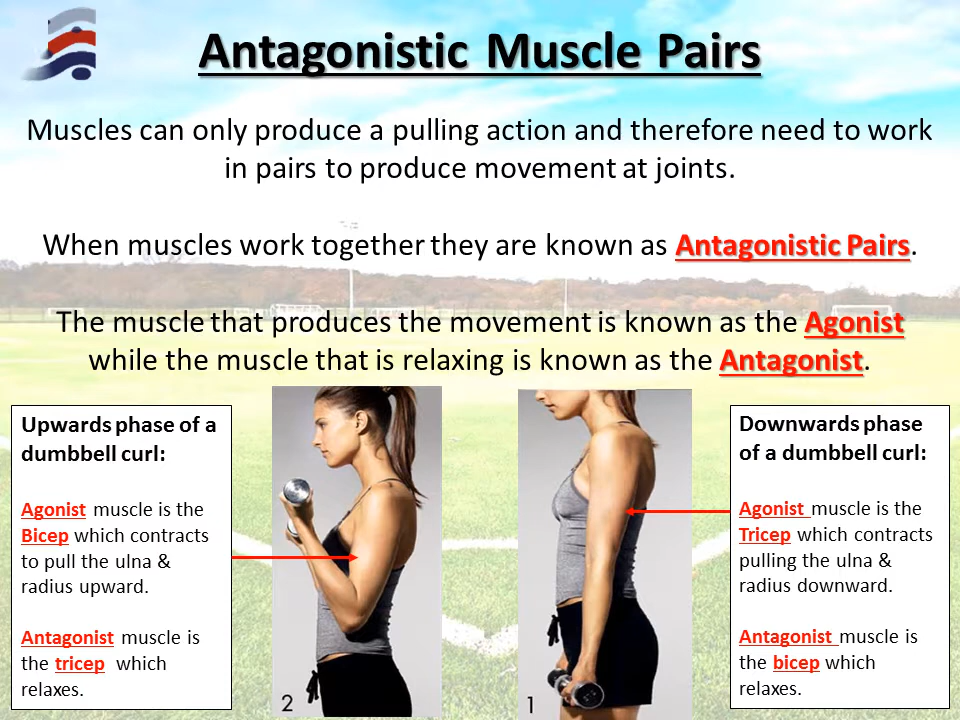 Antagonistic Muscle Pairs
Muscles can only produce a pulling action and therefore need to work
in pairs to produce movement at joints.
When muscles work together they are known as Antagonistic Pairs.
The muscle that produces the movement is known as the Agonist
while the muscle that is relaxing is known as the Antagonist.
Upwards phase of a
dumbbell curl:
Agonist muscle is the
Bicep which contracts
to pull the ulna &
radius upward.
Antagonist muscle is
the tricep which
relaxes.
2
1
Downwards phase
of a dumbbell curl:
Agonist muscle is the
Tricep which contracts
pulling the ulna &
radius downward.
Antagonist muscle is
the bicep which
relaxes.